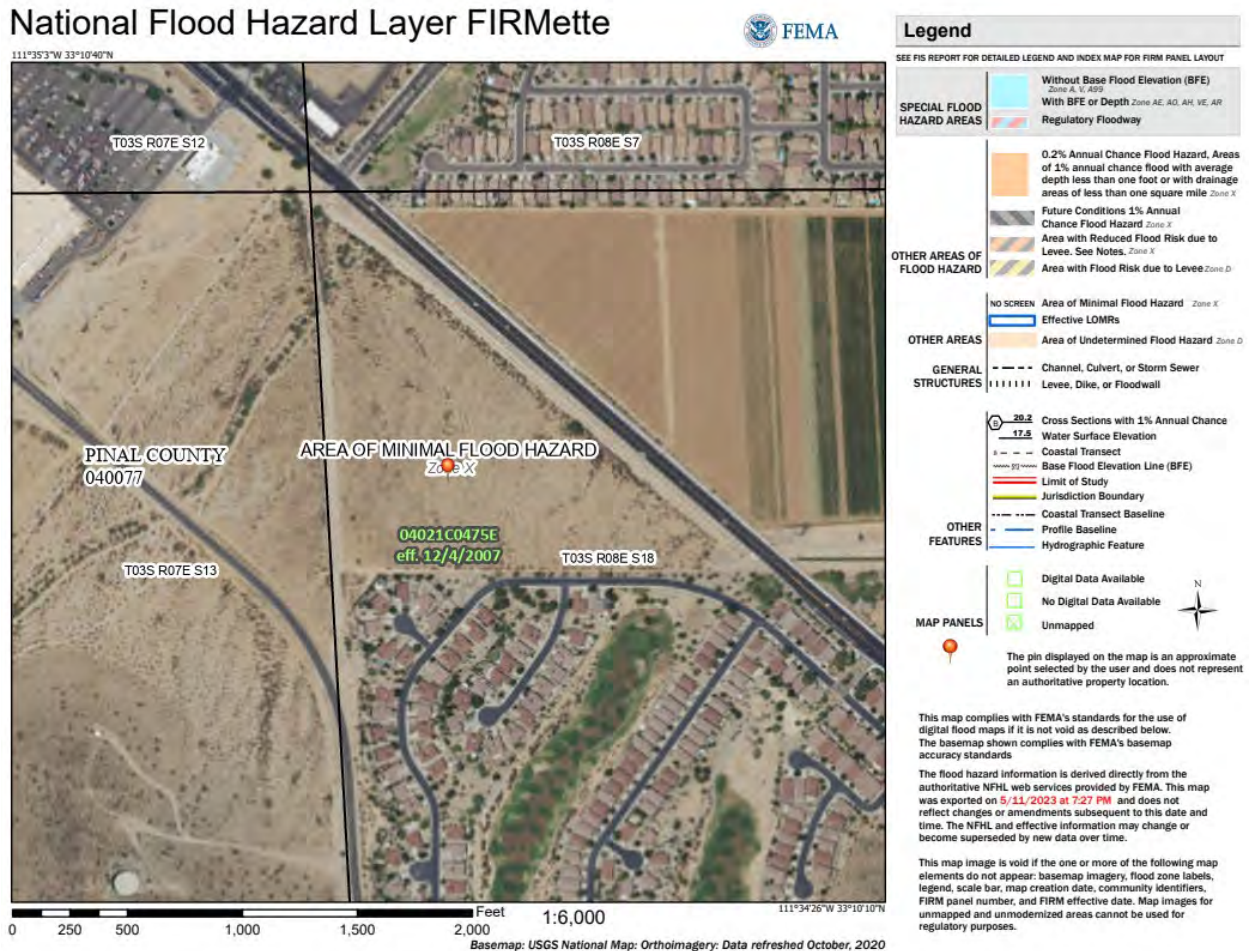 National Flood Hazard Layer FIRMette
FEMA
111°35'3"W 33°10'40"N
T03S R07E S12
T03S R08E S7
PINAL COUNTY
040077
AREA OF MINIMAL FLOOD HAZARD
Zone X
04021C0475E
eff. 12/4/2007
T03S R08E S18
T03S R07E S13
111°34'26"W 33°10'10"N
0 250 500 1,000 1,500 2,000
Feet
1:6,000
Basemap: USGS National Map: Orthoimagery: Data refreshed October, 2020
Legend
SEE FIS REPORT FOR DETAILED LEGEND AND INDEX MAP FOR FIRM PANEL LAYOUT
SPECIAL FLOOD
HAZARD AREAS
Without Base Flood Elevation (BFE)
Zone A, V, A99
With BFE or Depth Zone AE, AO, AH, VE, AR
Regulatory Floodway
OTHER AREAS OF
FLOOD HAZARD
0.2% Annual Chance Flood Hazard, Areas
of 1% annual chance flood with average
depth less than one foot or with drainage
areas of less than one square mile Zone X
Future Conditions 1% Annual
Chance Flood Hazard Zone X
Area with Reduced Flood Risk due to
Levee. See Notes. Zone X
Area with Flood Risk due to Levee Zone D
OTHER AREAS
NO SCREEN Area of Minimal Flood Hazard Zone X
Effective LOMRs
Area of Undetermined Flood Hazard Zone D
GENERAL
STRUCTURES
Channel, Culvert, or Storm Sewer
Levee, Dike, or Floodwall
OTHER
FEATURES
B 20.2 Cross Sections with 1% Annual Chance
17.5 Water Surface Elevation
8 Coastal Transect
513 Base Flood Elevation Line (BFE)
Limit of Study
Jurisdiction Boundary
Coastal Transect Baseline
Profile Baseline
Hydrographic Feature
MAP PANELS
Digital Data Available
No Digital Data Available
Unmapped
N
The pin displayed on the map is an approximate
point selected by the user and does not represent
an authoritative property location.
This map complies with FEMA's standards for the use of
digital flood maps if it is not void as described below.
The basemap shown complies with FEMA's basemap
accuracy standards
The flood hazard information is derived directly from the
authoritative NFHL web services provided by FEMA. This map
was exported on 5/11/2023 at 7:27 PM and does not
reflect changes or amendments subsequent to this date and
time. The NFHL and effective information may change or
become superseded by new data over time.
This map image is void if the one or more of the following map
elements do not appear: basemap imagery, flood zone labels,
legend, scale bar, map creation date, community identifiers,
FIRM panel number, and FIRM effective date. Map images for
unmapped and unmodernized areas cannot be used for
regulatory purposes.